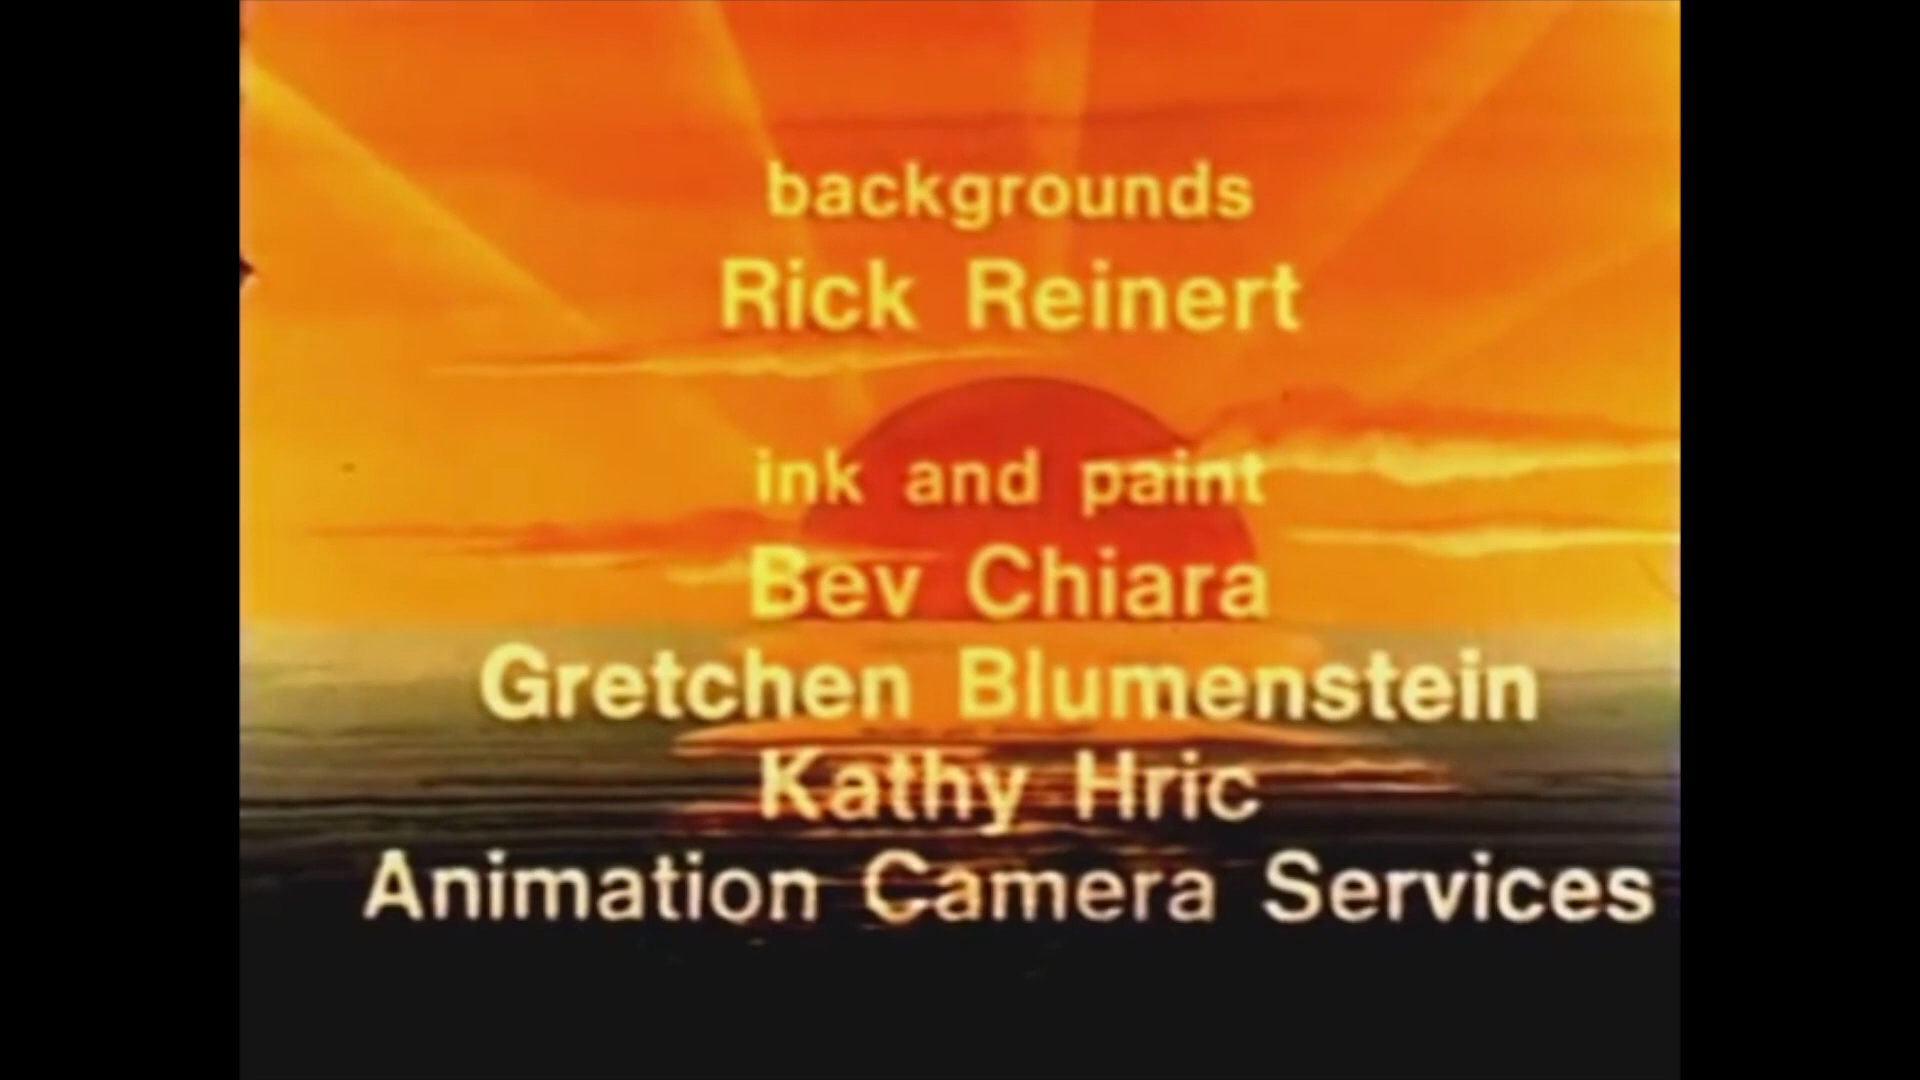 backgrounds
Rick Reinert
ink and paint
Bev Chiara
Gretchen Blumenstein
Kathy Hric
Animation Camera Services